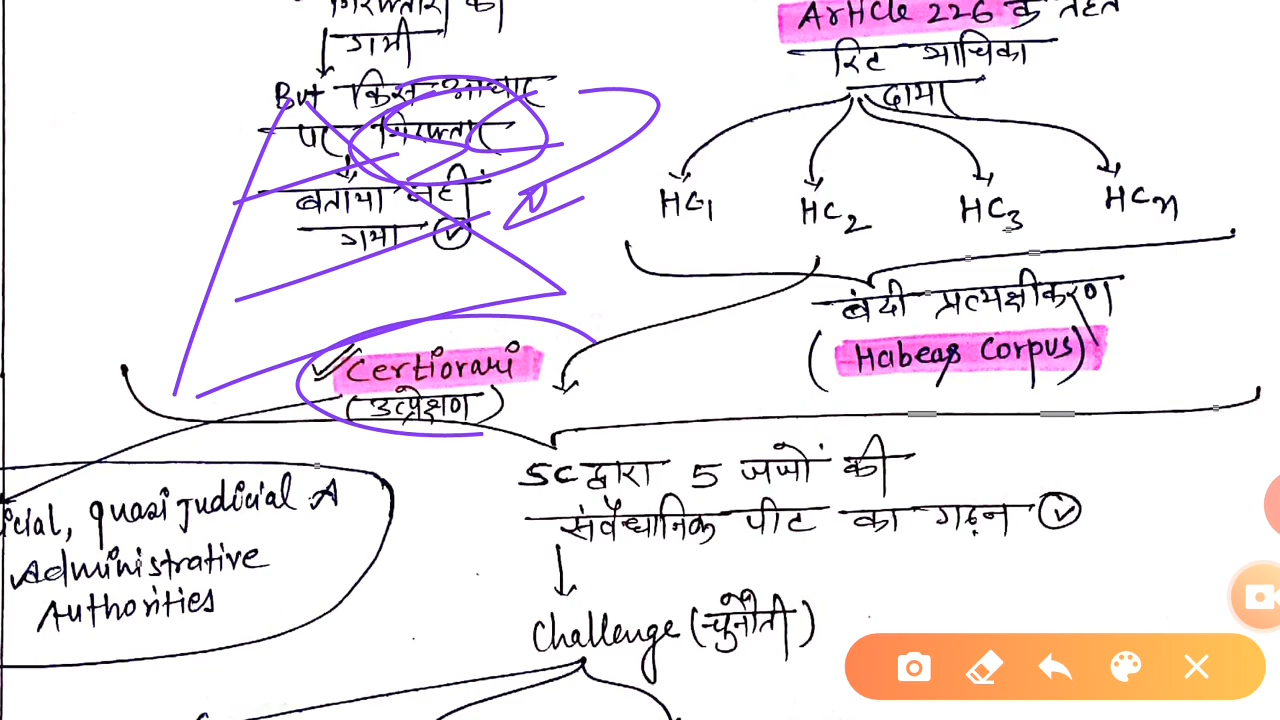 गिरफ्तार की
गयी
But किस आधार
पर गिरफ्तार
बताया नहीं
गया
Article 226 के तहत
रिट याचिका
दायर
HC1
HC2
HC3
HCn
बंदी प्रत्यक्षीकरण
(Habeas Corpus)
Certiorari
(उत्प्रेक्षण)
SC द्वारा 5 जजों की
संवैधानिक पीठ का गठन
icial, quasi judicial &
Administrative
Authorities
Challenge (चुनौती)